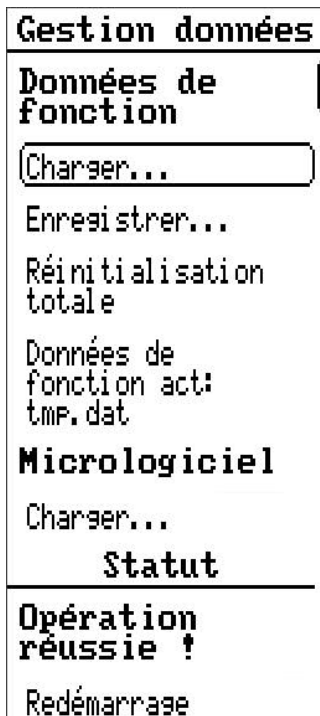 Gestion données
Données de
fonction
Charger...
Enregistrer...
Réinitialisation
totale
Données de
fonction act:
tmp.dat
Micrologiciel
Charger...
Statut
Opération
réussie !
Redémarrage